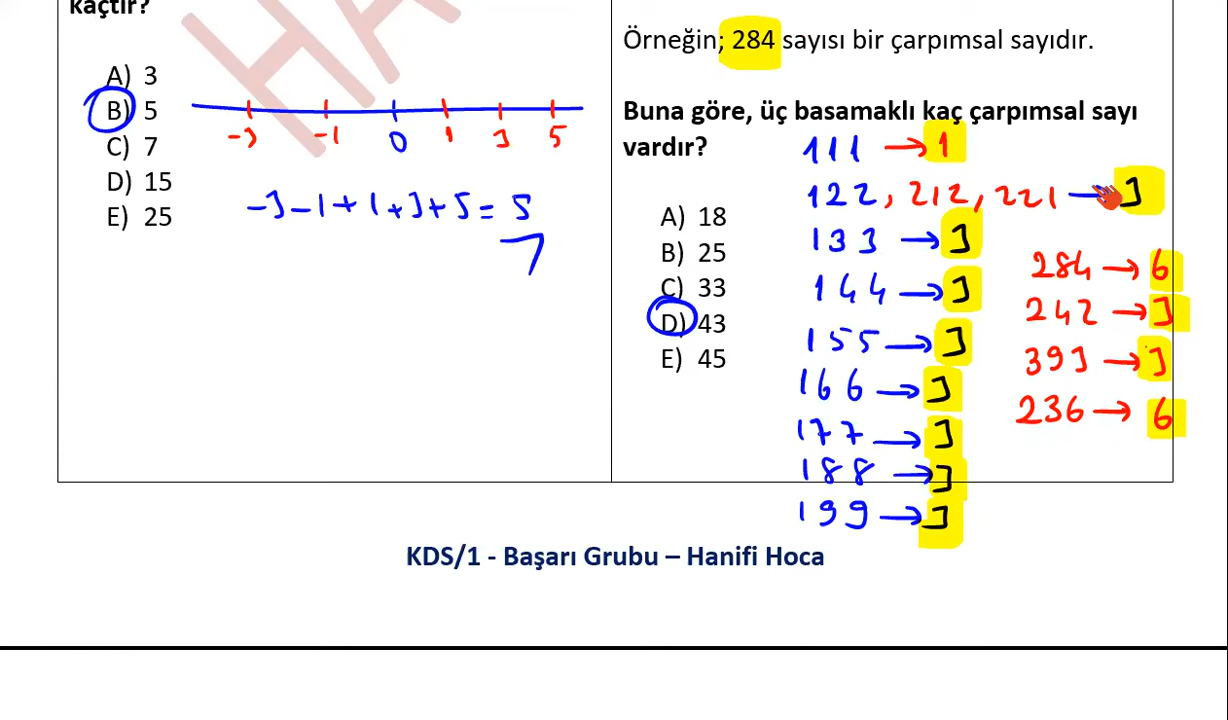 kaçtır?
A) 3
B) 5
C) 7
D) 15
E) 25
-3 -1 0 1 3 5
-3-1+1+3+5=5
Örneğin; 284 sayısı bir çarpımsal sayıdır.
Buna göre, üç basamaklı kaç çarpımsal sayı
vardır?
A) 18
B) 25
C) 33
D) 43
E) 45
111 → 1
122, 212, 221 → 3
133 → 3
144 → 3
155 → 3
166 → 3
177 → 3
188 → 3
199 → 3
284 → 6
242 → 3
393 → 3
236 → 6
HA
KDS/1 - Başarı Grubu – Hanifi Hoca